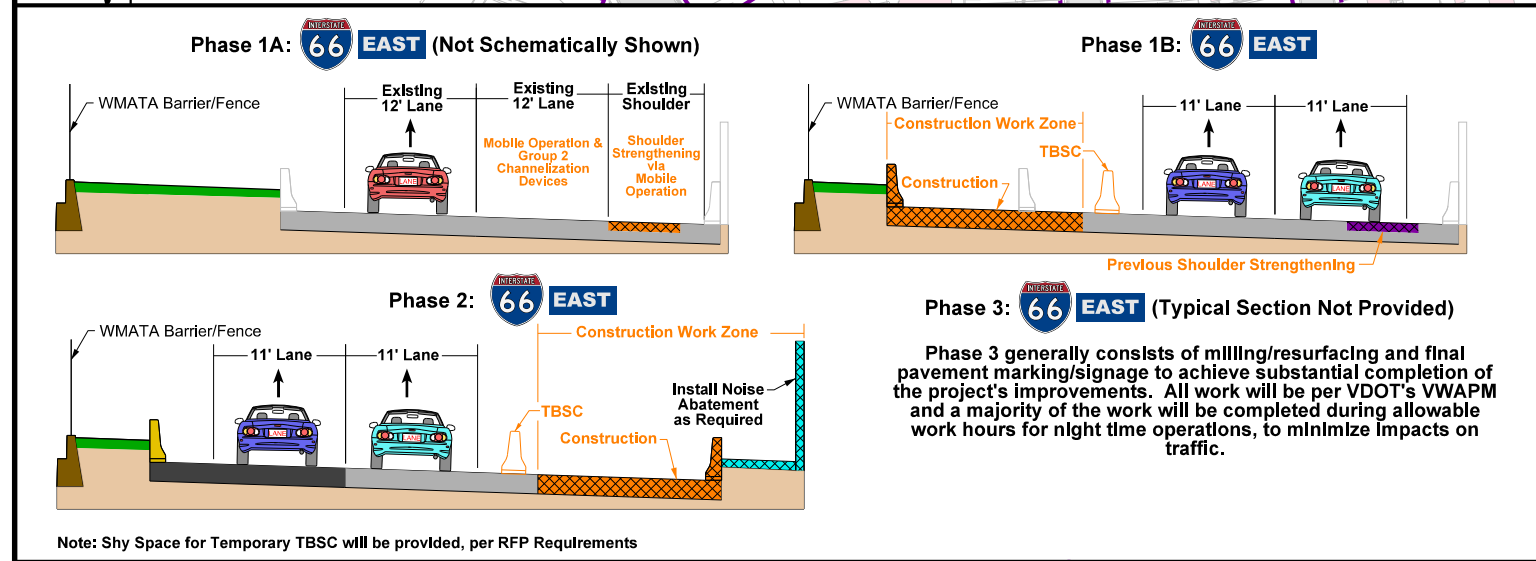 Phase 1A: INTERSTATE 66 EAST (Not Schematically Shown)
WMATA Barrier/Fence
Existing 12' Lane
Existing 12' Lane
Existing Shoulder
Mobile Operation & Group 2 Channelization Devices
Shoulder Strengthening via Mobile Operation
LANE
Phase 1B: INTERSTATE 66 EAST
WMATA Barrier/Fence
Construction Work Zone
11' Lane
11' Lane
TBSC
Construction
LANE
LANE
Previous Shoulder Strengthening
Phase 2: INTERSTATE 66 EAST
WMATA Barrier/Fence
11' Lane
11' Lane
Construction Work Zone
Install Noise Abatement as Required
TBSC
Construction
LANE
LANE
Phase 3: INTERSTATE 66 EAST (Typical Section Not Provided)
Phase 3 generally consists of milling/resurfacing and final
pavement marking/signage to achieve substantial completion of
the project's improvements. All work will be per VDOT's VWAPM
and a majority of the work will be completed during allowable
work hours for night time operations, to minimize impacts on
traffic.
Note: Shy Space for Temporary TBSC will be provided, per RFP Requirements